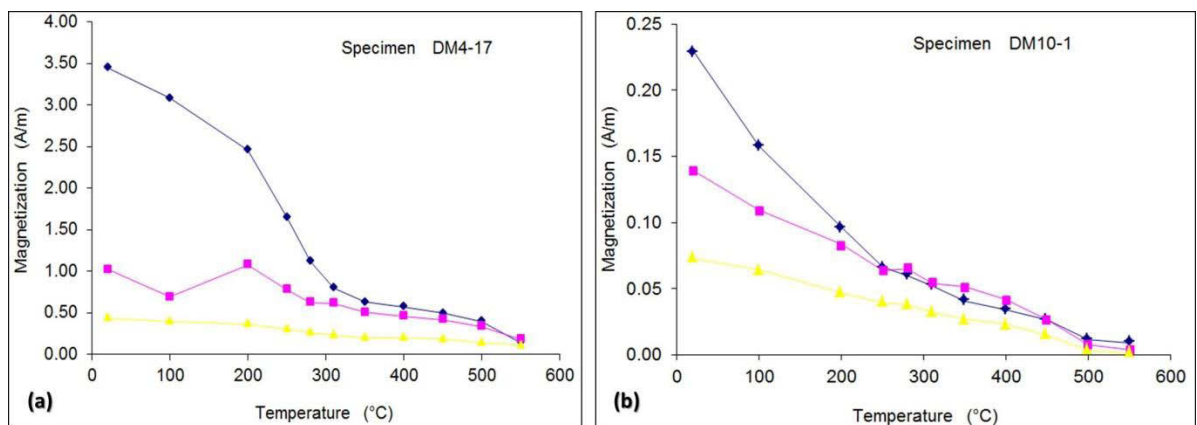 4.00
3.50
3.00
2.50
2.00
1.50
1.00
0.50
0.00
Magnetization (A/m)
Specimen DM4-17
0 100 200 300 400 500 600
Temperature (°C)
(a)
0.25
0.20
0.15
0.10
0.05
0.00
Magnetization (A/m)
Specimen DM10-1
0 100 200 300 400 500 600
Temperature (°C)
(b)